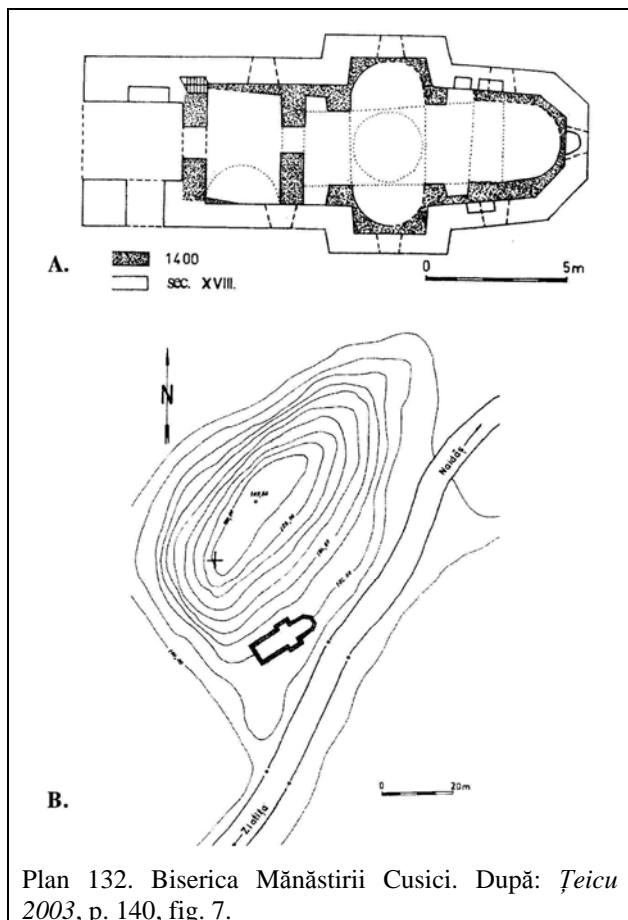 A.
1400
sec. XVIII.
0 5m
N
Naidăș
B.
0 20m
Zlatița
Plan 132. Biserica Mănăstirii Cusici. După: Țeicu
2003, p. 140, fig. 7.